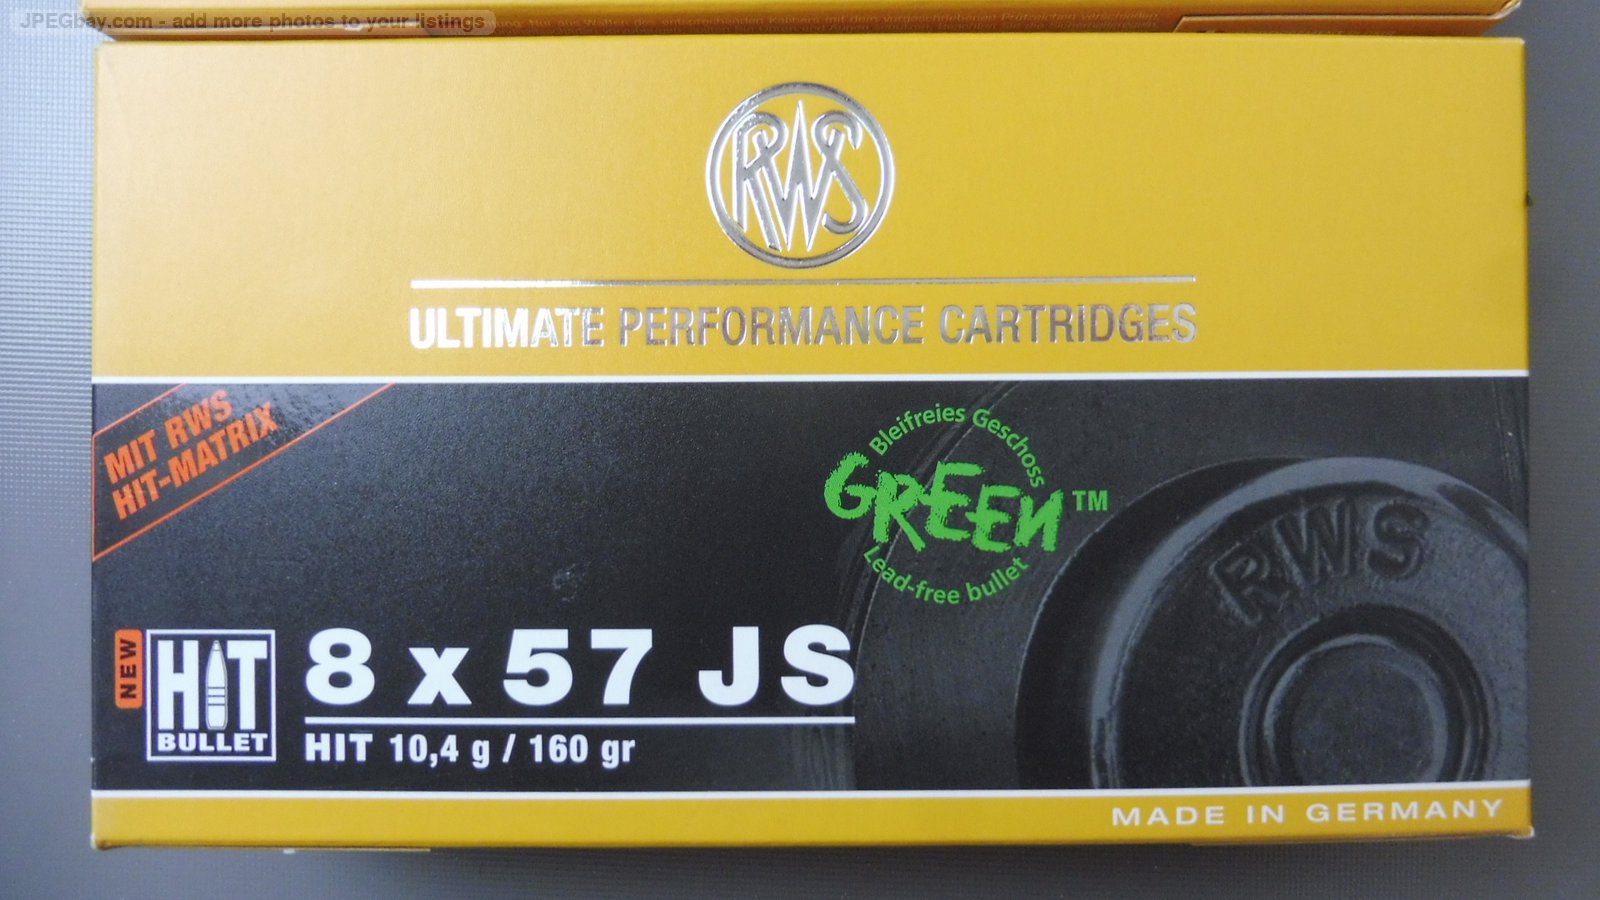 JPEGbay.com - add more photos to your listings
RWS
ULTIMATE PERFORMANCE CARTRIDGES
MIT RWS
HIT-MATRIX
Bleifreies Geschoss
GREEN™
Lead-free bullet
RWS
NEW
HIT
BULLET
8 x 57 JS
HIT 10,4 g / 160 gr
MADE IN GERMANY